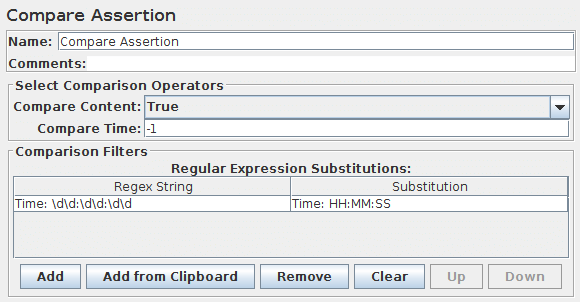 Compare Assertion
Name: Compare Assertion
Comments:
Select Comparison Operators
Compare Content: True
Compare Time: -1
Comparison Filters
Regular Expression Substitutions:
Regex String Substitution
Time: \d\d:\d\d:\d\d Time: HH:MM:SS
Add Add from Clipboard Remove Clear Up Down